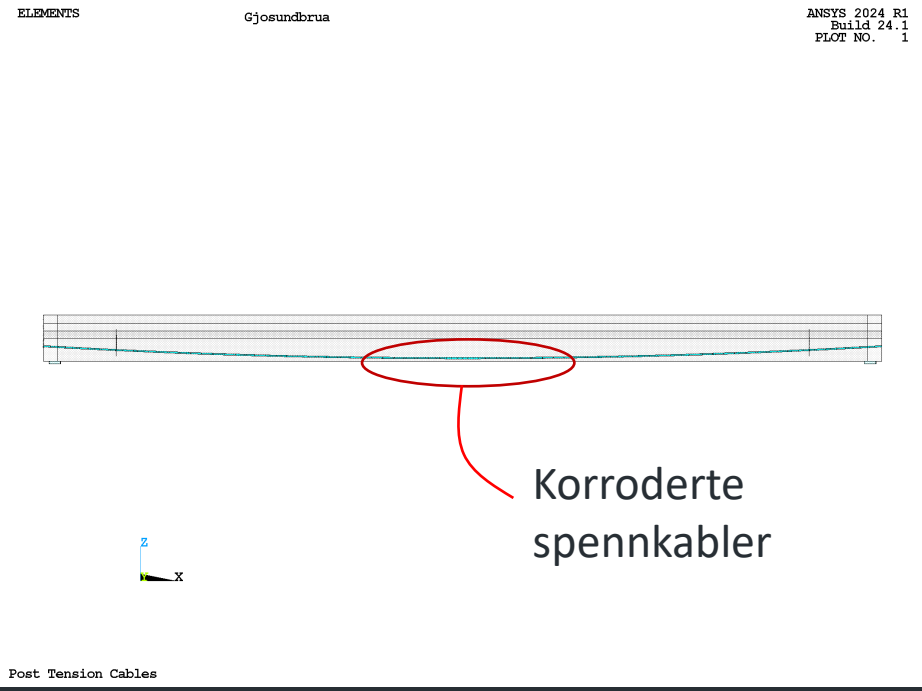 ELEMENTS
Gjosundbrua
ANSYS 2024 R1
Build 24.1
PLOT NO. 1
Korroderte
spennkabler
Z
Y
X
Post Tension Cables